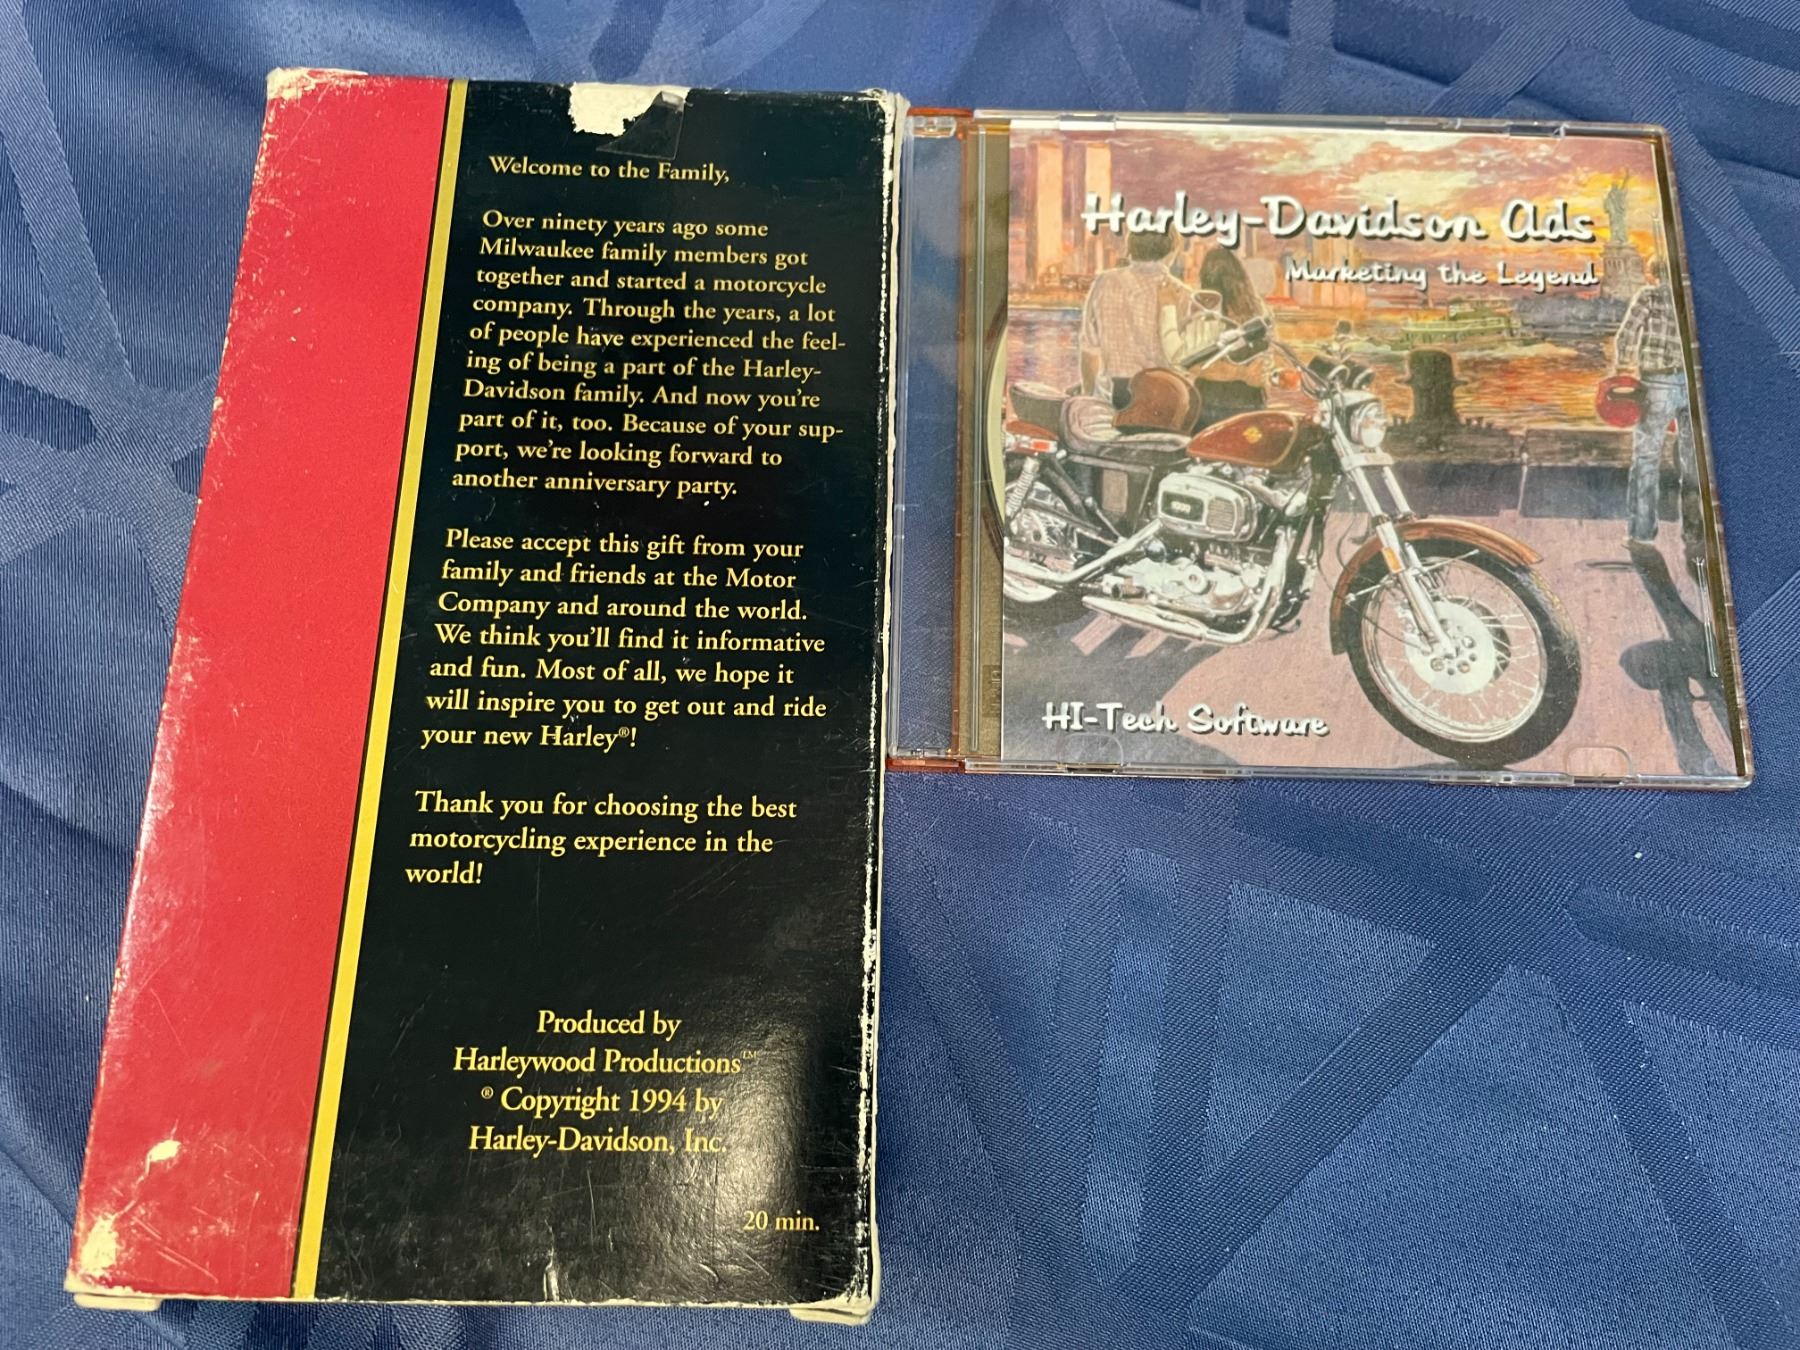 Welcome to the Family,
Over ninety years ago some
Milwaukee family members got
together and started a motorcycle
company. Through the years, a lot
of people have experienced the feel-
ing of being a part of the Harley-
Davidson family. And now you're
part of it, too. Because of your sup-
port, we're looking forward to
another anniversary party.
Please accept this gift from your
family and friends at the Motor
Company and around the world.
We think you'll find it informative
and fun. Most of all, we hope it
will inspire you to get out and ride
your new Harley®!
Thank you for choosing the best
motorcycling experience in the
world!
Produced by
Harleywood Productions™
® Copyright 1994 by
Harley-Davidson, Inc.
20 min.
Harley-Davidson Ads
Marketing the Legend
HI-Tech Software